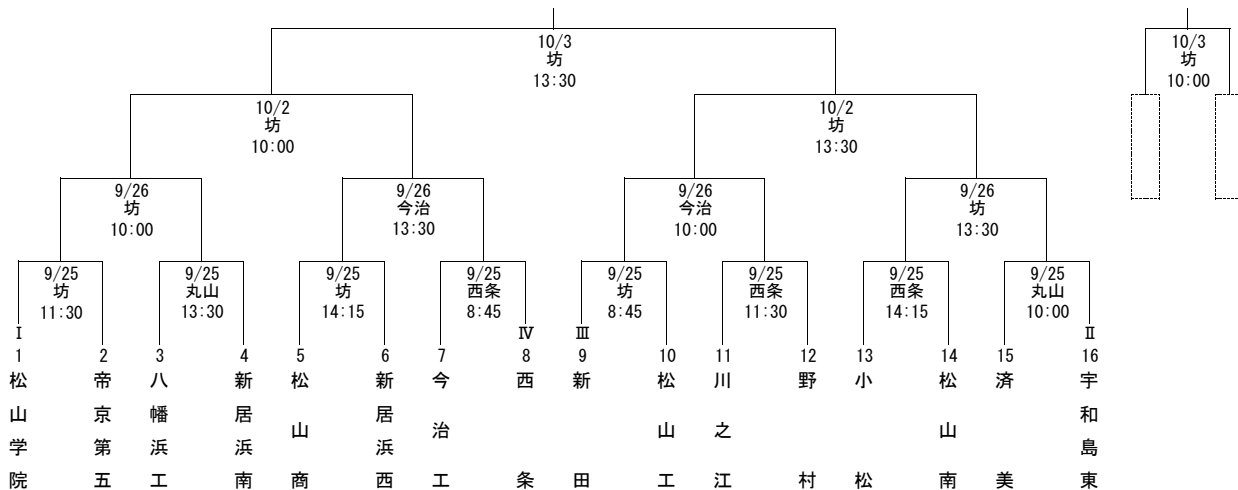 10/3
坊
13:30
10/3
坊
10:00
10/2
坊
10:00
10/2
坊
13:30
9/26
坊
10:00
9/26
今治
13:30
9/26
今治
10:00
9/26
坊
13:30
9/25
坊
11:30
9/25
丸山
13:30
9/25
坊
14:15
9/25
西条
8:45
9/25
坊
8:45
9/25
西条
11:30
9/25
西条
14:15
9/25
丸山
10:00
Ⅰ
Ⅳ
Ⅲ
Ⅱ
1
2
3
4
5
6
7
8
9
10
11
12
13
14
15
16
松山学院
帝京第五
八幡浜工
新居浜南
松山商
新居浜西
今治工
西条
新田
松山工
川之江
野村
小松
松山南
済美
宇和島東